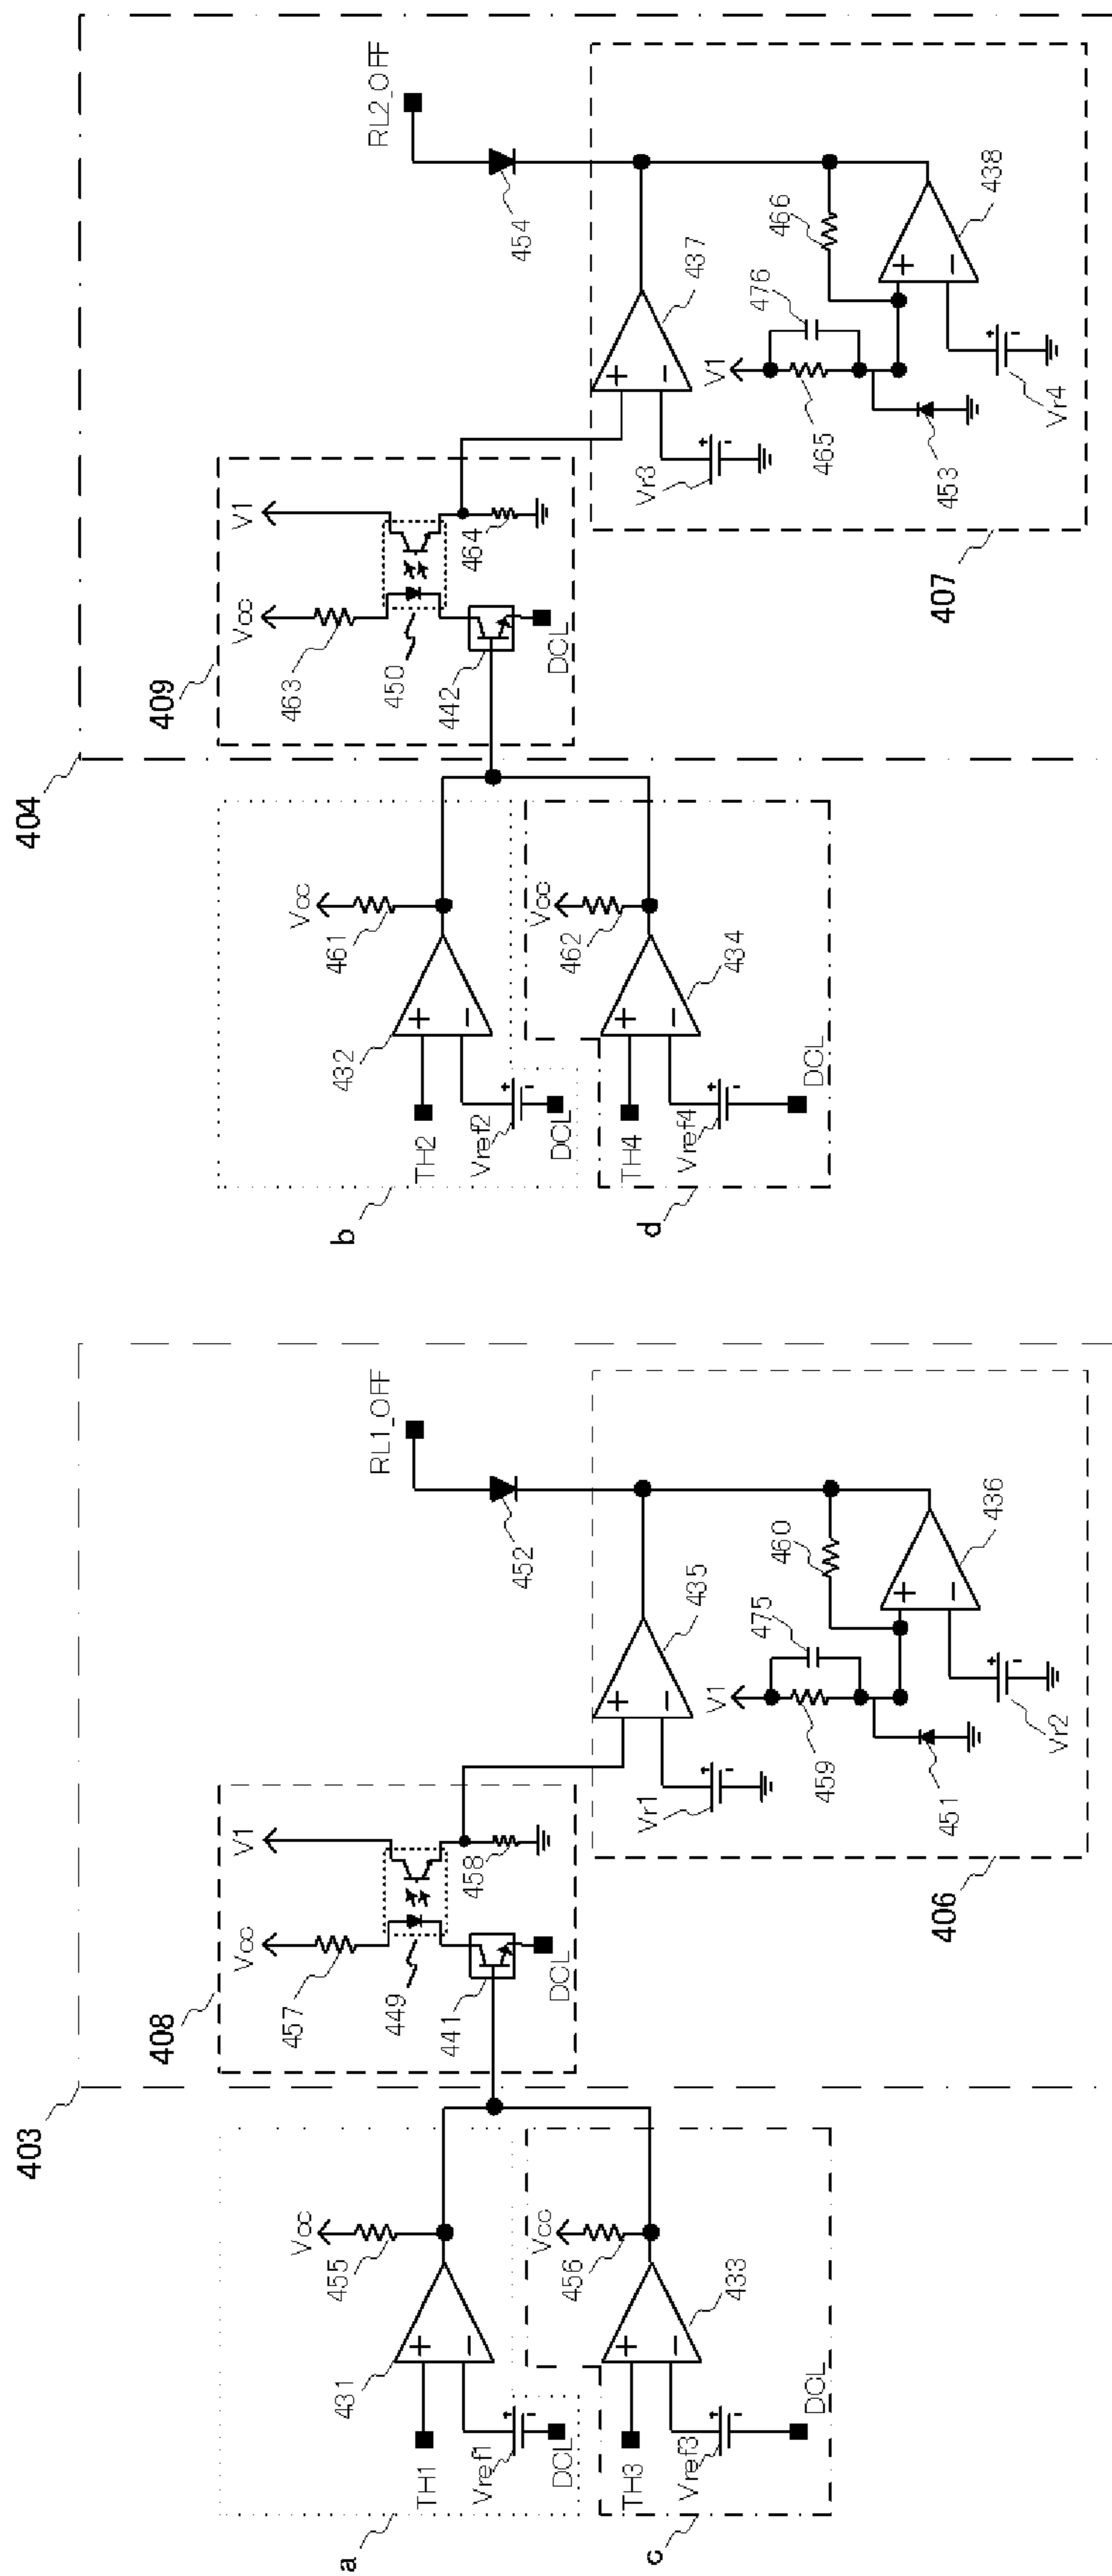 403
a
TH1
Vref1
DCL
431
455
Vcc
c
TH3
Vref3
DCL
433
456
Vcc
408
Vcc
V1
457
449
441
DCL
458
406
Vr1
435
V1
459
475
451
Vr2
460
436
452
RL1_OFF
404
b
TH2
Vref2
DCL
432
461
Vcc
d
TH4
Vref4
DCL
434
462
Vcc
409
Vcc
V1
463
450
442
DCL
464
407
Vr3
437
V1
465
476
453
Vr4
466
438
454
RL2_OFF